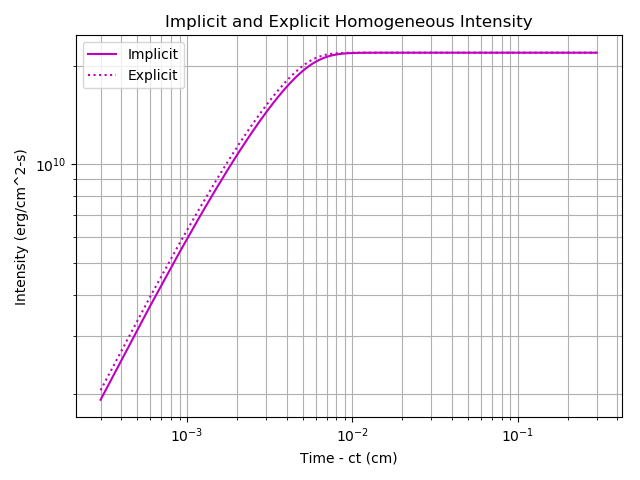 Implicit and Explicit Homogeneous Intensity
Implicit
Explicit
Intensity (erg/cm^2-s)
10^10
10^−3
10^−2
10^−1
Time - ct (cm)